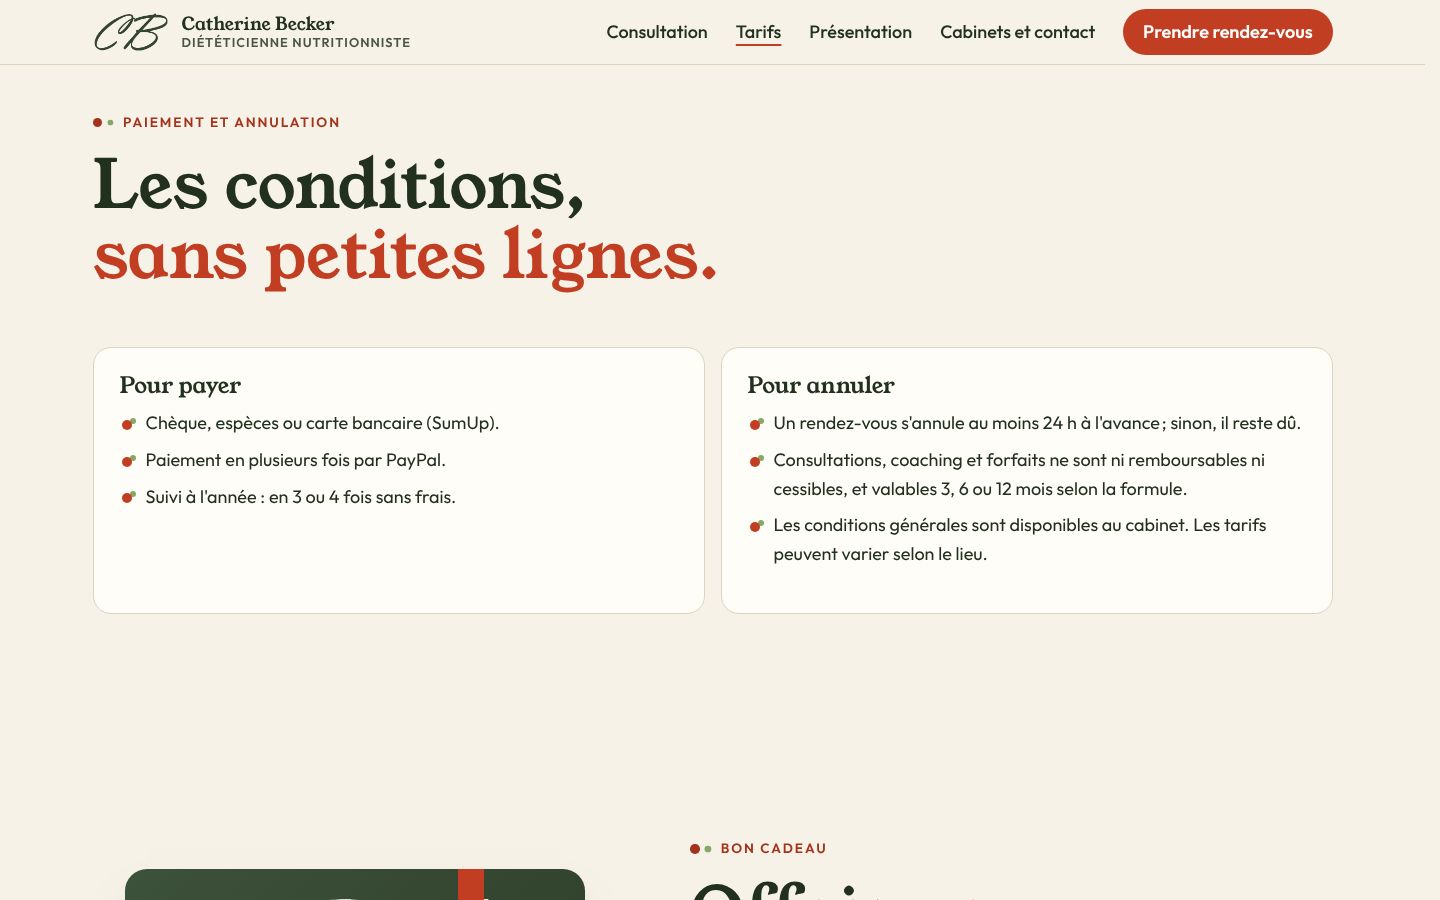 CB
Catherine Becker
DIÉTÉTICIENNE NUTRITIONNISTE
Consultation
Tarifs
Présentation
Cabinets et contact
Prendre rendez-vous
PAIEMENT ET ANNULATION
Les conditions,
sans petites lignes.
Pour payer
Chèque, espèces ou carte bancaire (SumUp).
Paiement en plusieurs fois par PayPal.
Suivi à l'année : en 3 ou 4 fois sans frais.
Pour annuler
Un rendez-vous s'annule au moins 24 h à l'avance ; sinon, il reste dû.
Consultations, coaching et forfaits ne sont ni remboursables ni
cessibles, et valables 3, 6 ou 12 mois selon la formule.
Les conditions générales sont disponibles au cabinet. Les tarifs
peuvent varier selon le lieu.
BON CADEAU